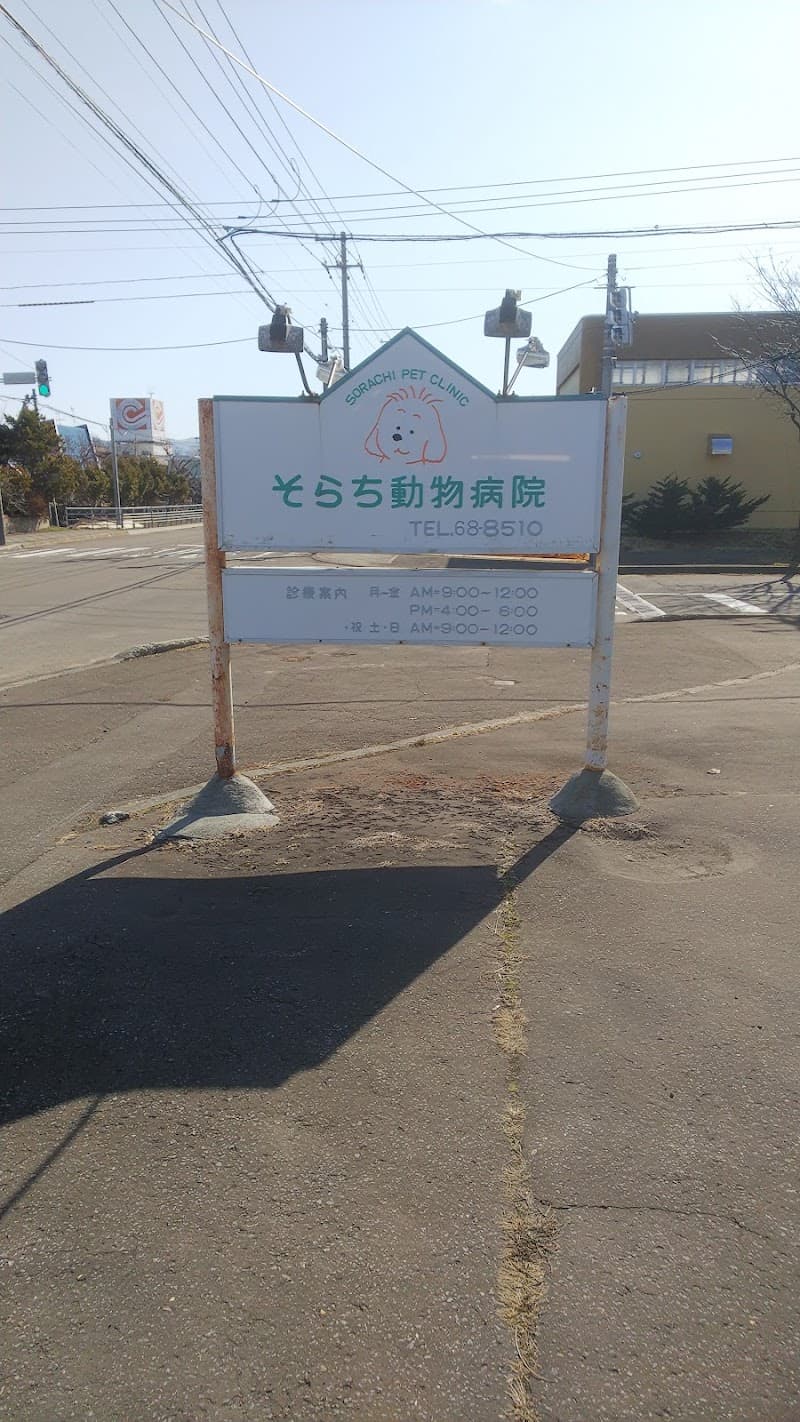 SORACHI PET CLINIC
そらち動物病院
TEL.68-8510
診療案内 月~金 AM=9:00~12:00
PM=4:00~ 6:00
・祝 土・日 AM=9:00~12:00